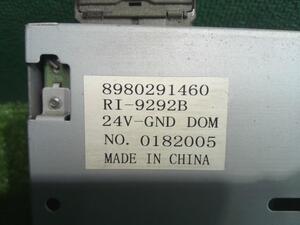 8980291460
RI-9292B
24V-GND DOM
NO. 0182005
MADE IN CHINA